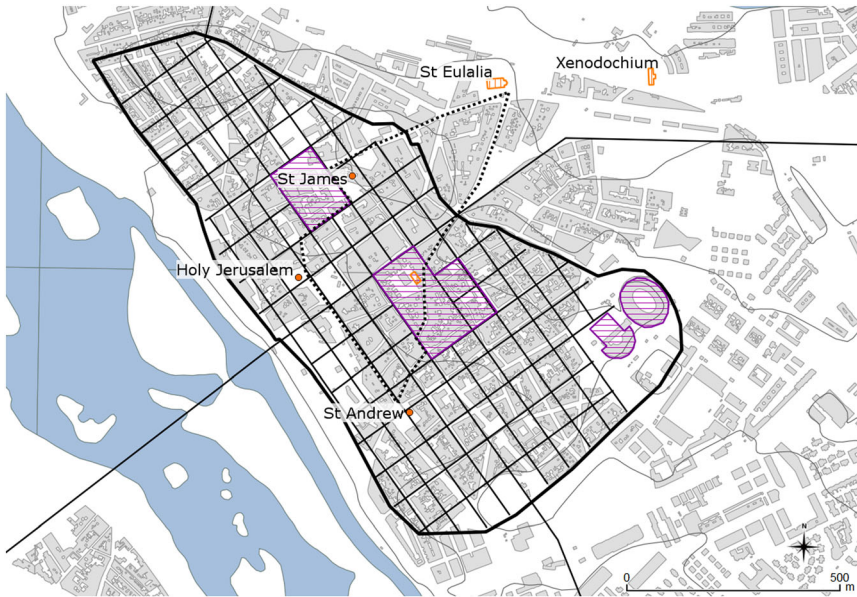 St Eulalia
Xenodochium
St James
Holy Jerusalem
St Andrew
N
0 500
m